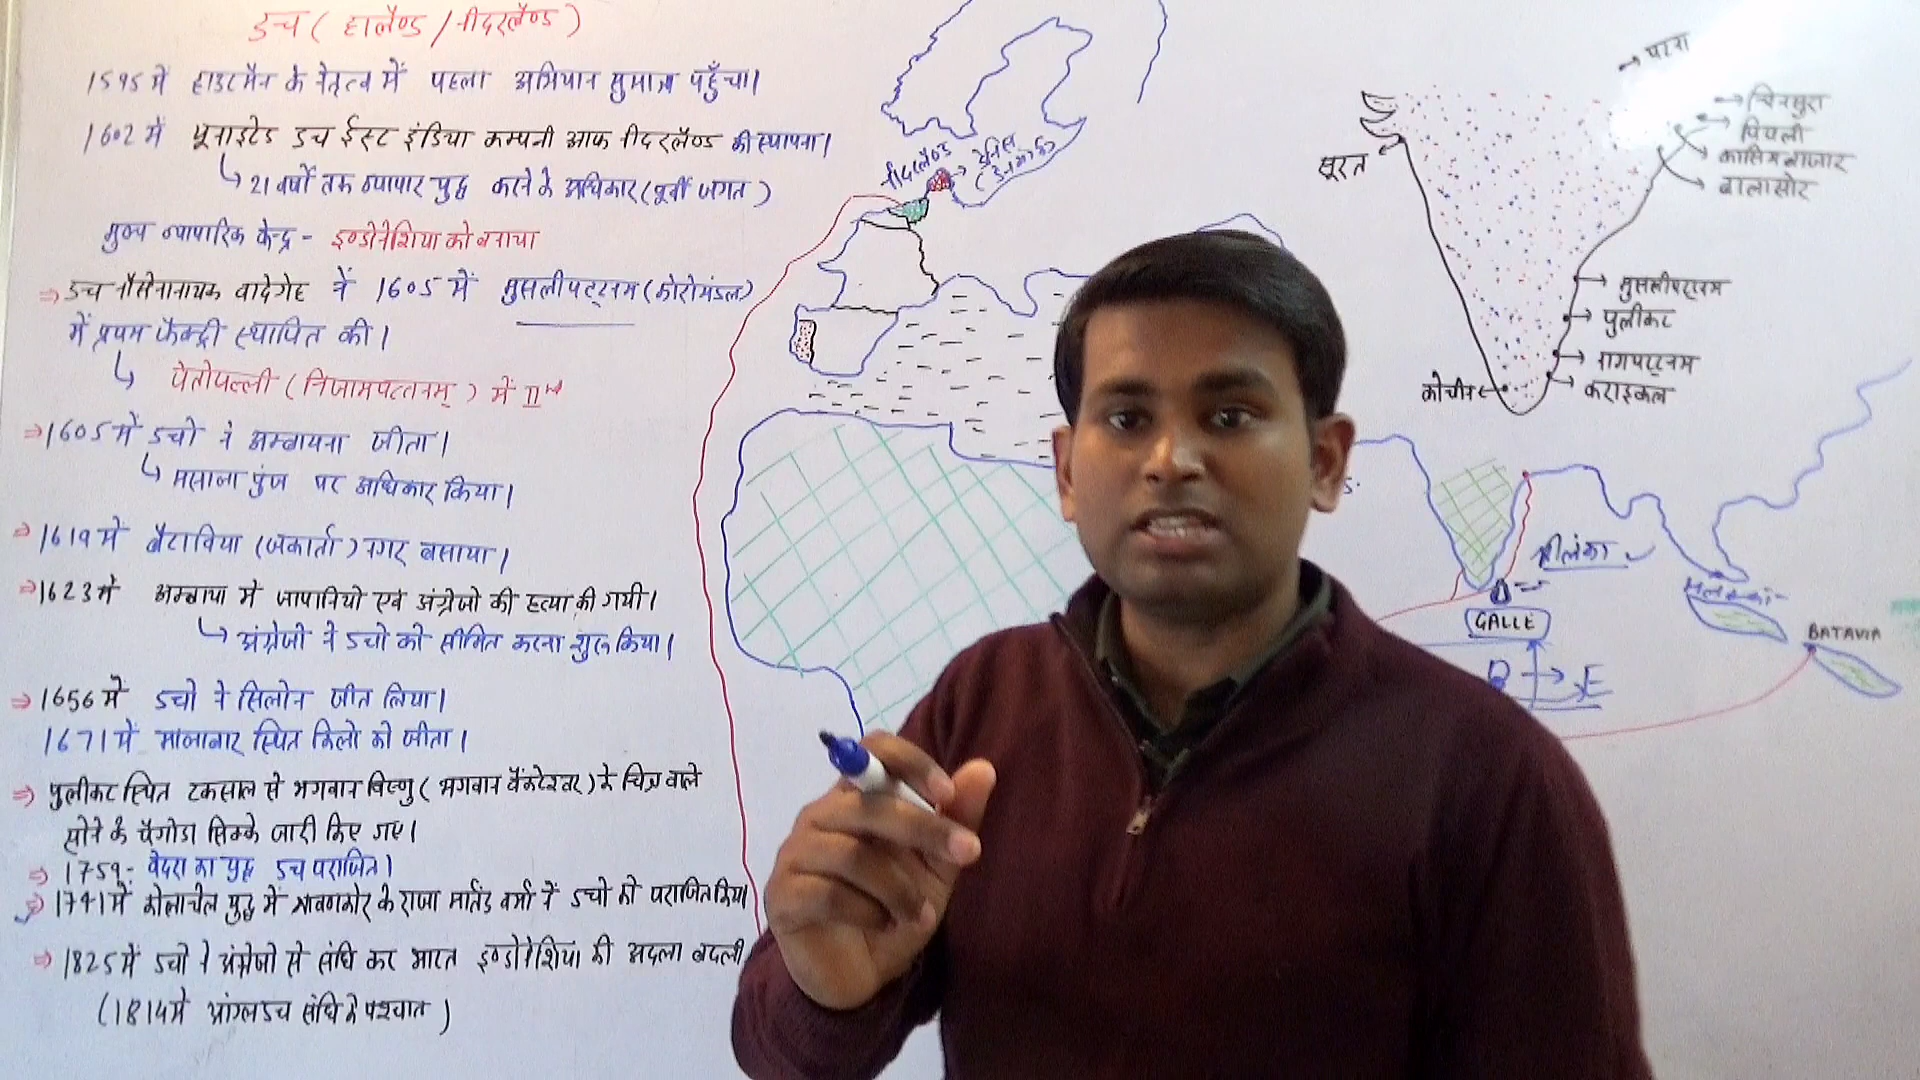 डच ( हालैण्ड / नीदरलैण्ड )
1595 में हाउटमैन के नेतृत्व में पहला अभियान सुमात्रा पहुँचा।
1602 में यूनाइटेड डच ईस्ट इंडिया कम्पनी आफ नीदरलैण्ड की स्थापना।
21 वर्षों तक व्यापार युद्ध करने के अधिकार (पूर्वी जगत )
मुख्य व्यापारिक केन्द्र - इण्डोनेशिया को बनाया
⇒ डच नौसेनानायक वादेगेह ने 1605 में मुसलीपट्टनम (कोरोमंडल)
में प्रथम फैक्ट्री स्थापित की।
पेतोपल्ली ( निजामपत्तनम् ) में IInd
⇒ 1605 में डचो ने अम्बायना जीता।
मसाला पुंज पर अधिकार किया।
⇒ 1619 में बैटाविया (जकार्ता) नगर बसाया।
⇒ 1623 मे अम्बाया में जापानियो एवं अंग्रेजो की हत्या की गयी।
अंग्रेजो ने डचो को सीमित करना शुरू किया।
⇒ 1656 में डचो ने सिलोन जीत लिया।
1671 में मालाबार स्थित किलो को जीता।
⇒ पुलीकट स्थित टकसाल से भगवान विष्णु ( भगवान वैंकटेश्वर ) के चित्र वाले
सोने के पैगोडा सिक्के जारी किए गए।
⇒ 1759 - वेदरा का युद्ध डच पराजित।
⇒ 1741 में कोलाचेल युद्ध में त्रावणकोर के राजा मार्तंड वर्मा ने डचो को पराजित किया
⇒ 1825 में डचो ने अंग्रेजो से संधि कर भारत इण्डोनेशिया की अदला बदली
(1814 मे आंग्ल डच संधि के पश्चात )
नीदरलैण्ड
डेनिस
(डेनमार्क)
पटना
चिनसुरा
पिपली
कासिम बाजार
बालासोर
सूरत
मुसलीपट्टनम
पुलीकट
नागपट्टनम
कराइकल
कोचीन
श्रीलंका
GALLE
D → E
मलक्का
BATAVIA